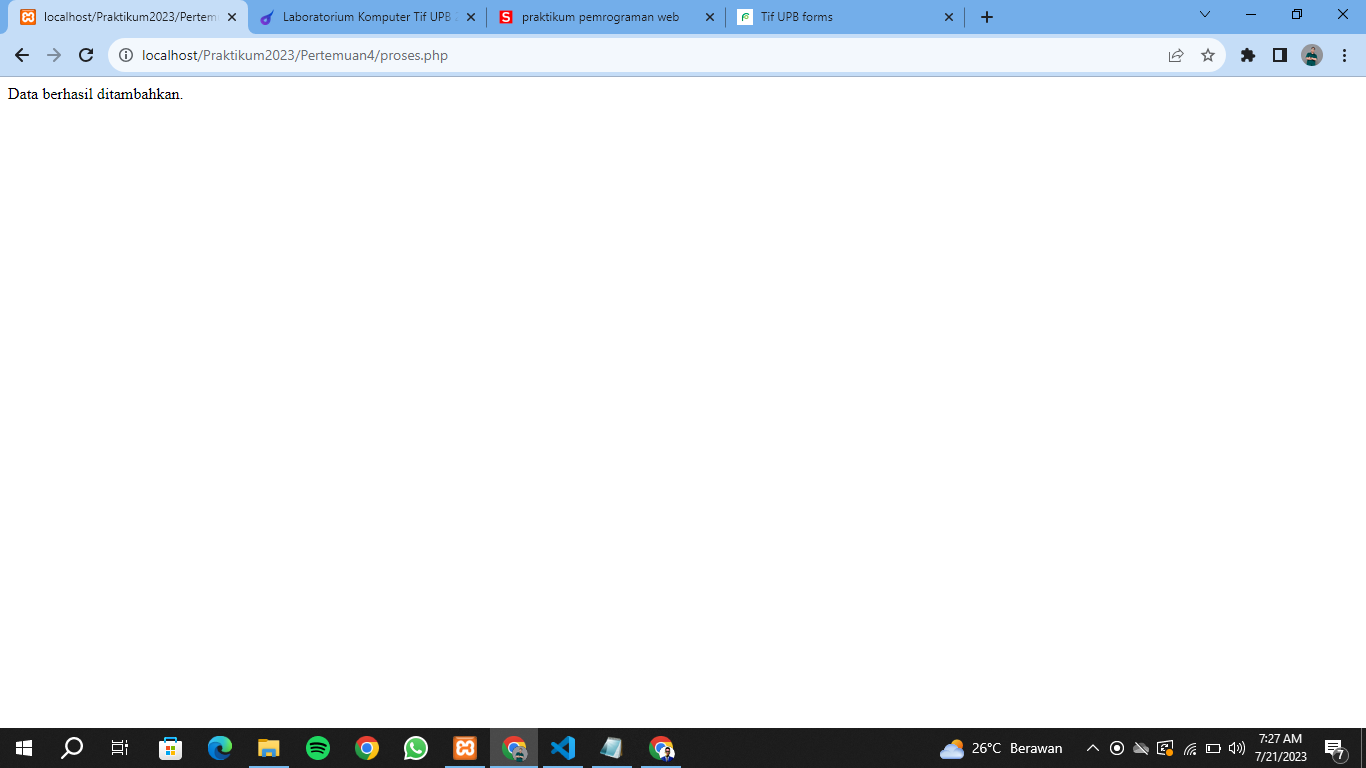 localhost/Praktikum2023/Pertem
Laboratorium Komputer Tif UPB
S praktikum pemrograman web
Tif UPB forms
localhost/Praktikum2023/Pertemuan4/proses.php
Data berhasil ditambahkan.
26°C Berawan
7:27 AM
7/21/2023
7